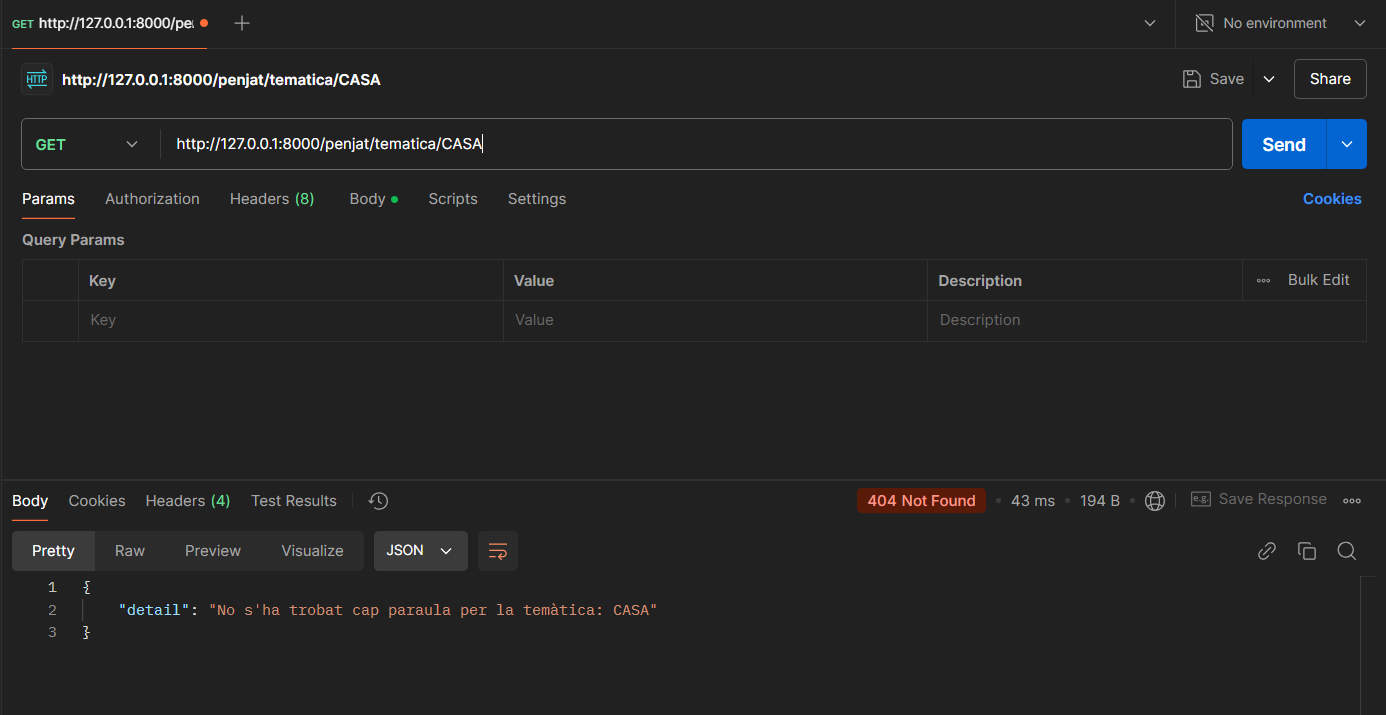 GET http://127.0.0.1:8000/pe
No environment
HTTP http://127.0.0.1:8000/penjat/tematica/CASA Save Share
GET http://127.0.0.1:8000/penjat/tematica/CASA Send
Params Authorization Headers (8) Body Scripts Settings Cookies
Query Params
Key Value Description Bulk Edit
Key Value Description
Body Cookies Headers (4) Test Results 404 Not Found 43 ms 194 B e.g. Save Response
Pretty Raw Preview Visualize JSON
1 {
2 "detail": "No s'ha trobat cap paraula per la temàtica: CASA"
3 }